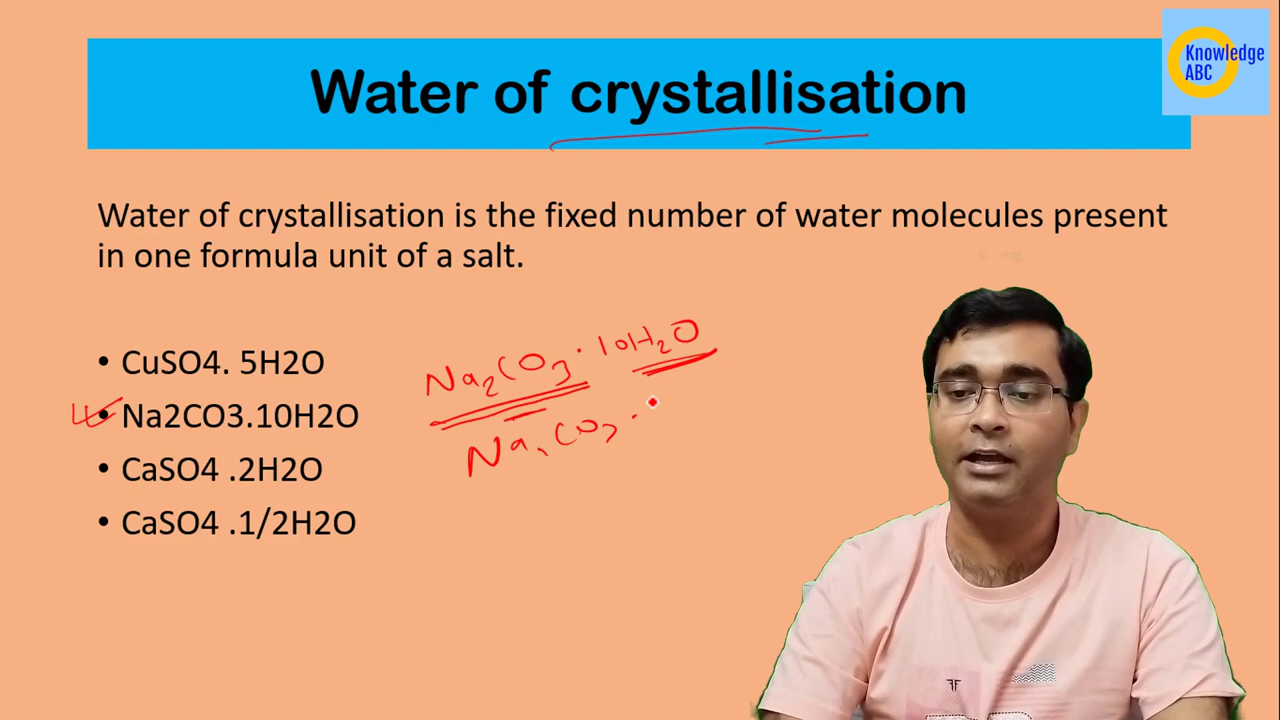 Knowledge
ABC
Water of crystallisation
Water of crystallisation is the fixed number of water molecules present
in one formula unit of a salt.
• CuSO4. 5H2O
• Na2CO3.10H2O
• CaSO4 .2H2O
• CaSO4 .1/2H2O
Na₂CO₃·10H₂O
Na₂CO₃·